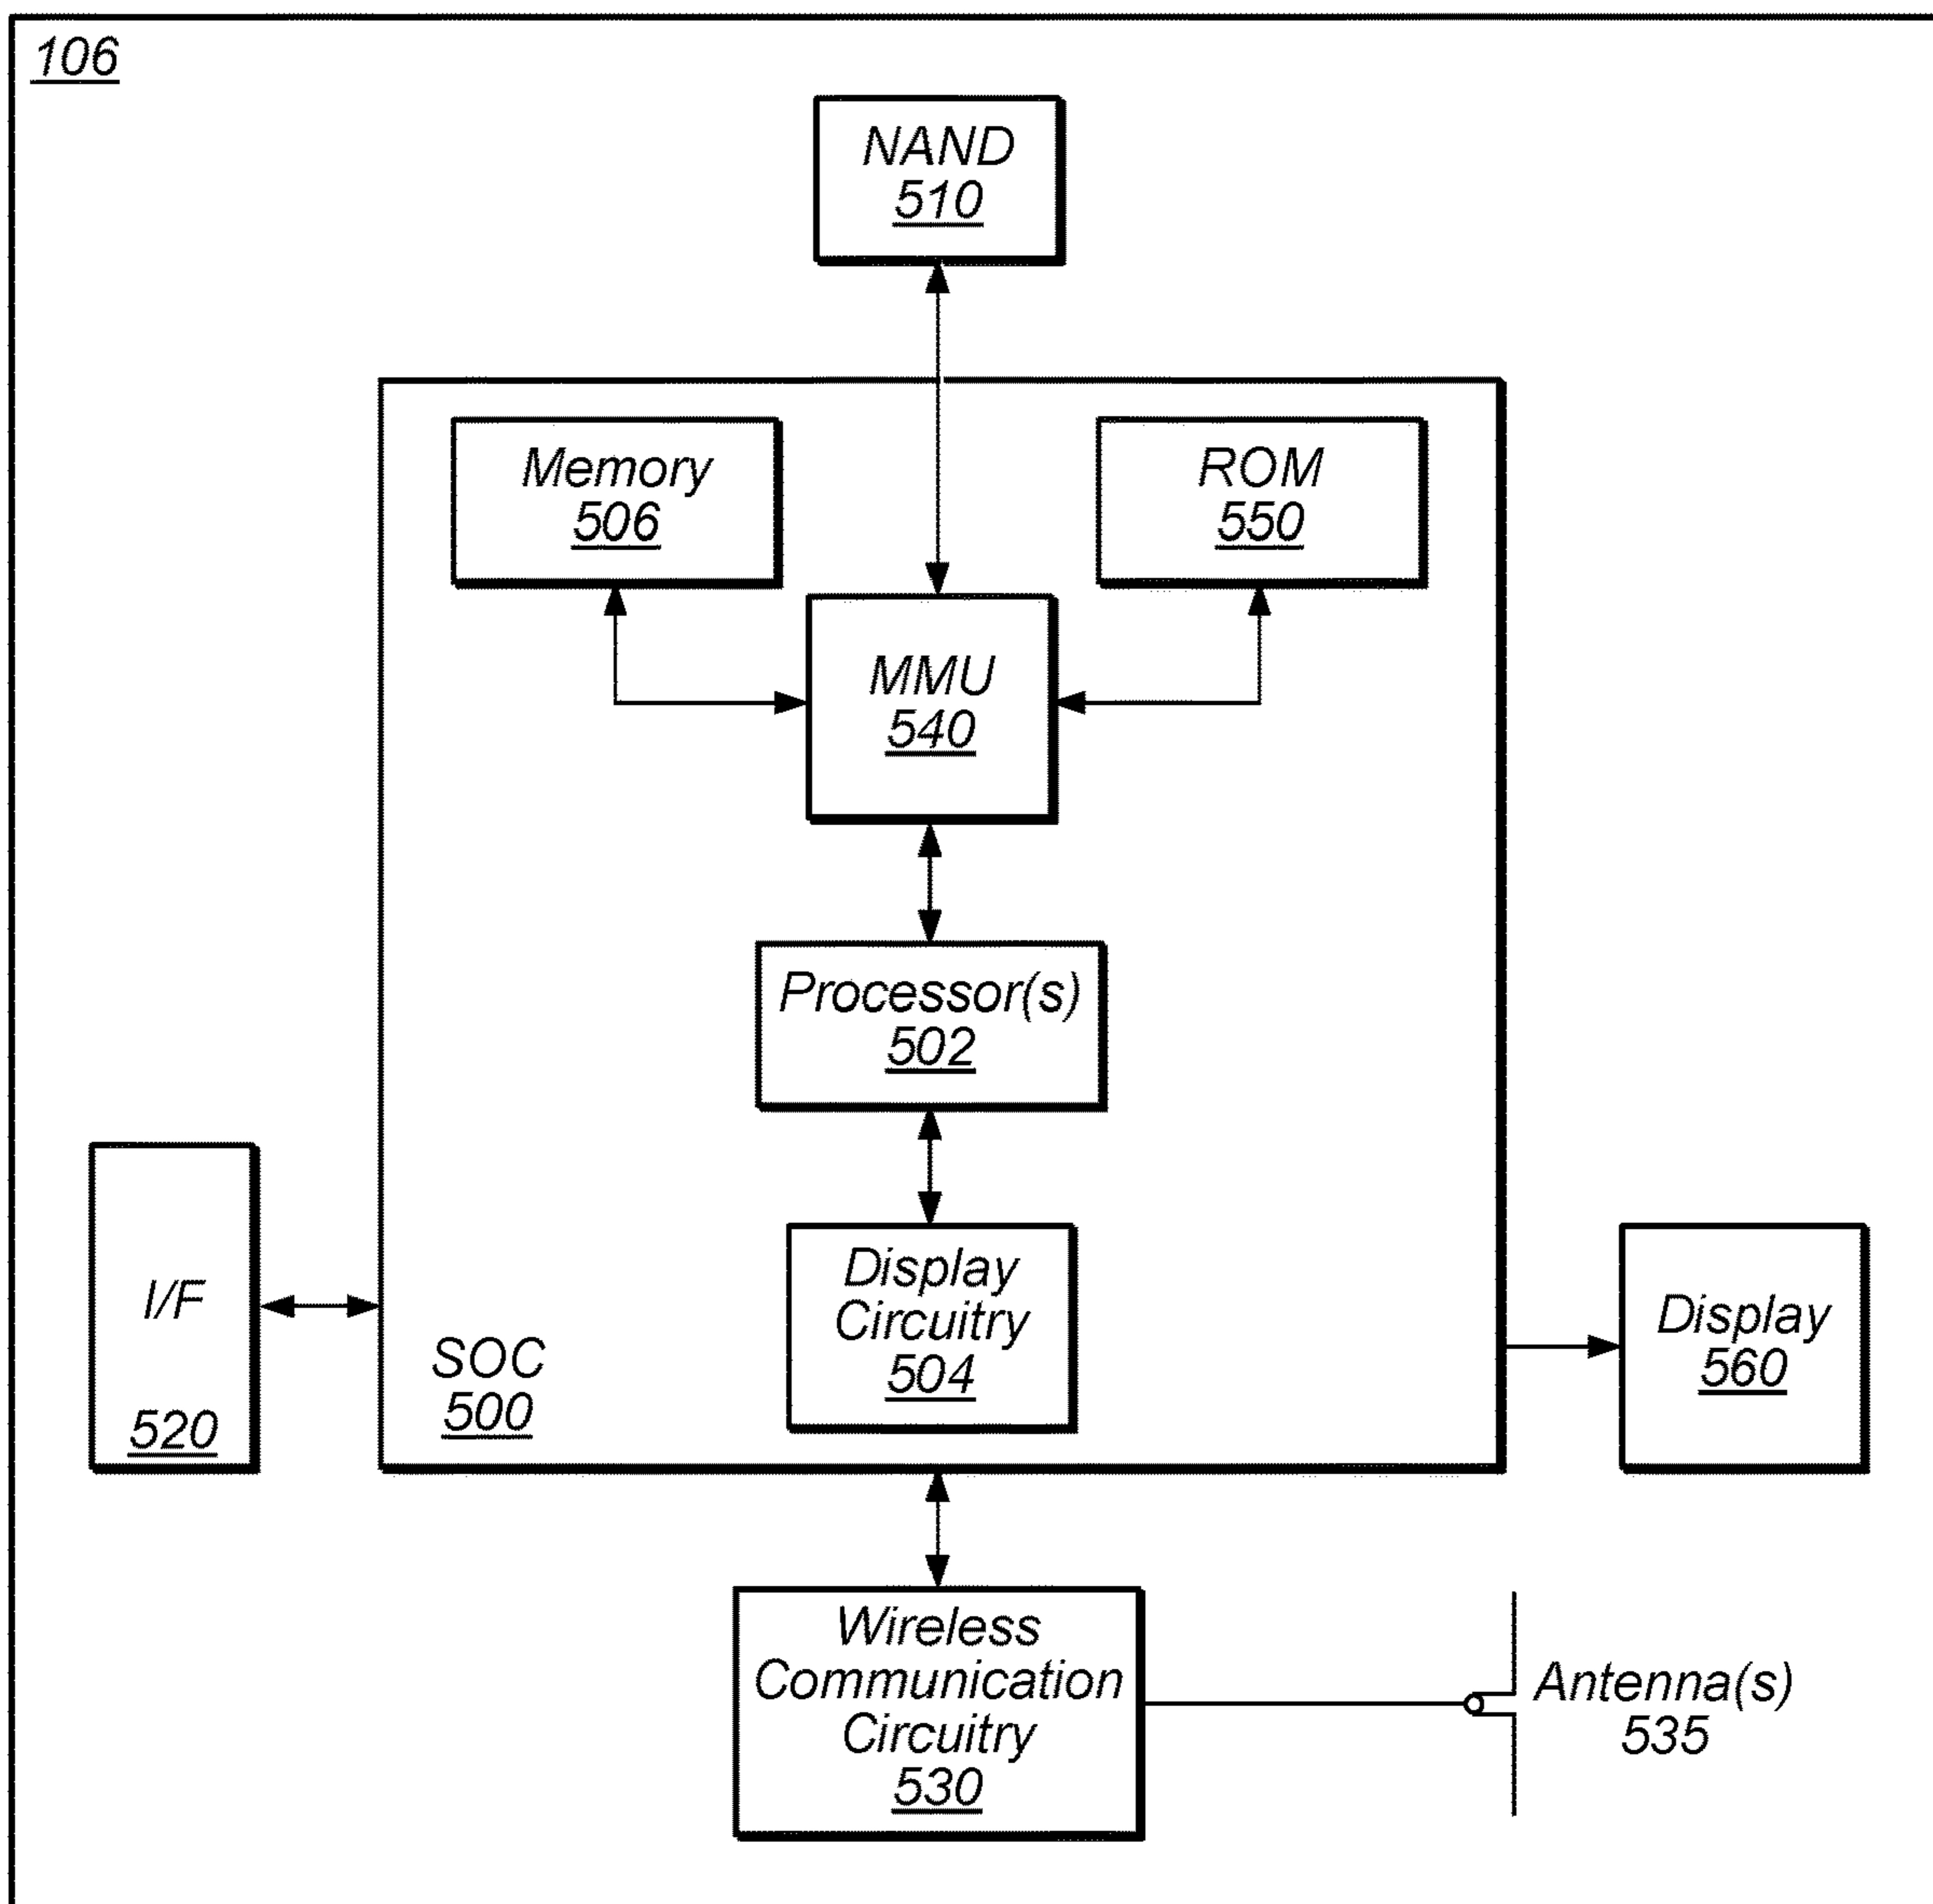 106
NAND
510
Memory
506
ROM
550
MMU
540
Processor(s)
502
Display
Circuitry
504
I/F
520
SOC
500
Display
560
Wireless
Communication
Circuitry
530
Antenna(s)
535